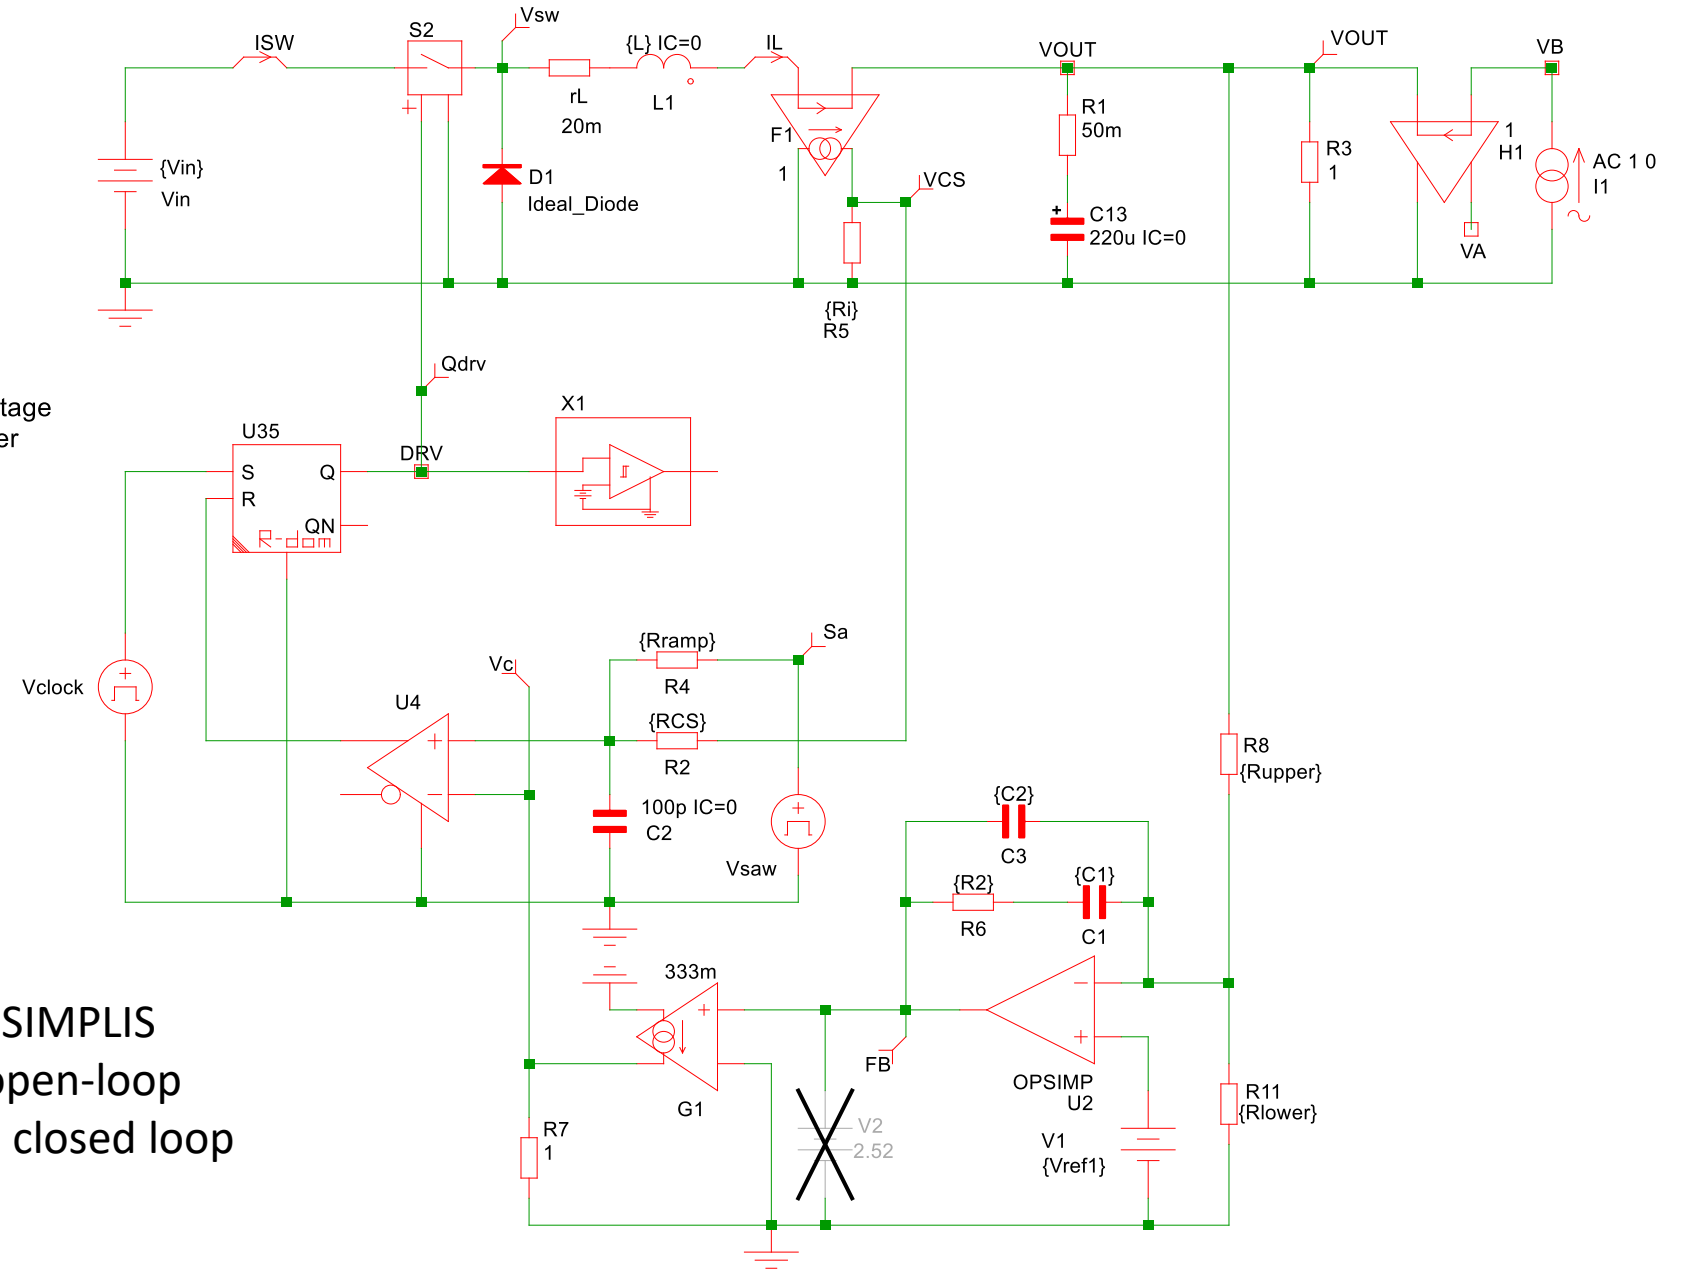 Vsw
S2
ISW
{L} IC=0
IL
VOUT
VOUT
VB
rL
20m
L1
F1
1
R1
50m
R3
1
1
H1
AC 1 0
I1
{Vin}
Vin
D1
Ideal_Diode
VCS
C13
220u IC=0
VA
{Ri}
R5
Qdrv
tage
er
X1
U35
DRV
S
Q
R
QN
R-dom
Sa
{Rramp}
Vc
R4
Vclock
U4
{RCS}
R2
R8
{Rupper}
100p IC=0
C2
{C2}
C3
Vsaw
{R2}
{C1}
R6
C1
333m
SIMPLIS
open-loop
closed loop
FB
G1
OPSIMP
U2
R11
{Rlower}
R7
1
V2
2.52
V1
{Vref1}